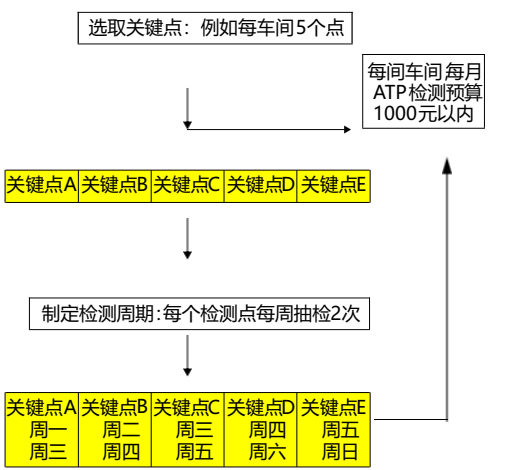 选取关键点：例如每车间5个点
每间车间每月
ATP检测预算
1000元以内
关键点A 关键点B 关键点C 关键点D 关键点E
制定检测周期：每个检测点每周抽检2次
关键点A 关键点B 关键点C 关键点D 关键点E
周一 周二 周三 周四 周五
周三 周四 周五 周六 周日